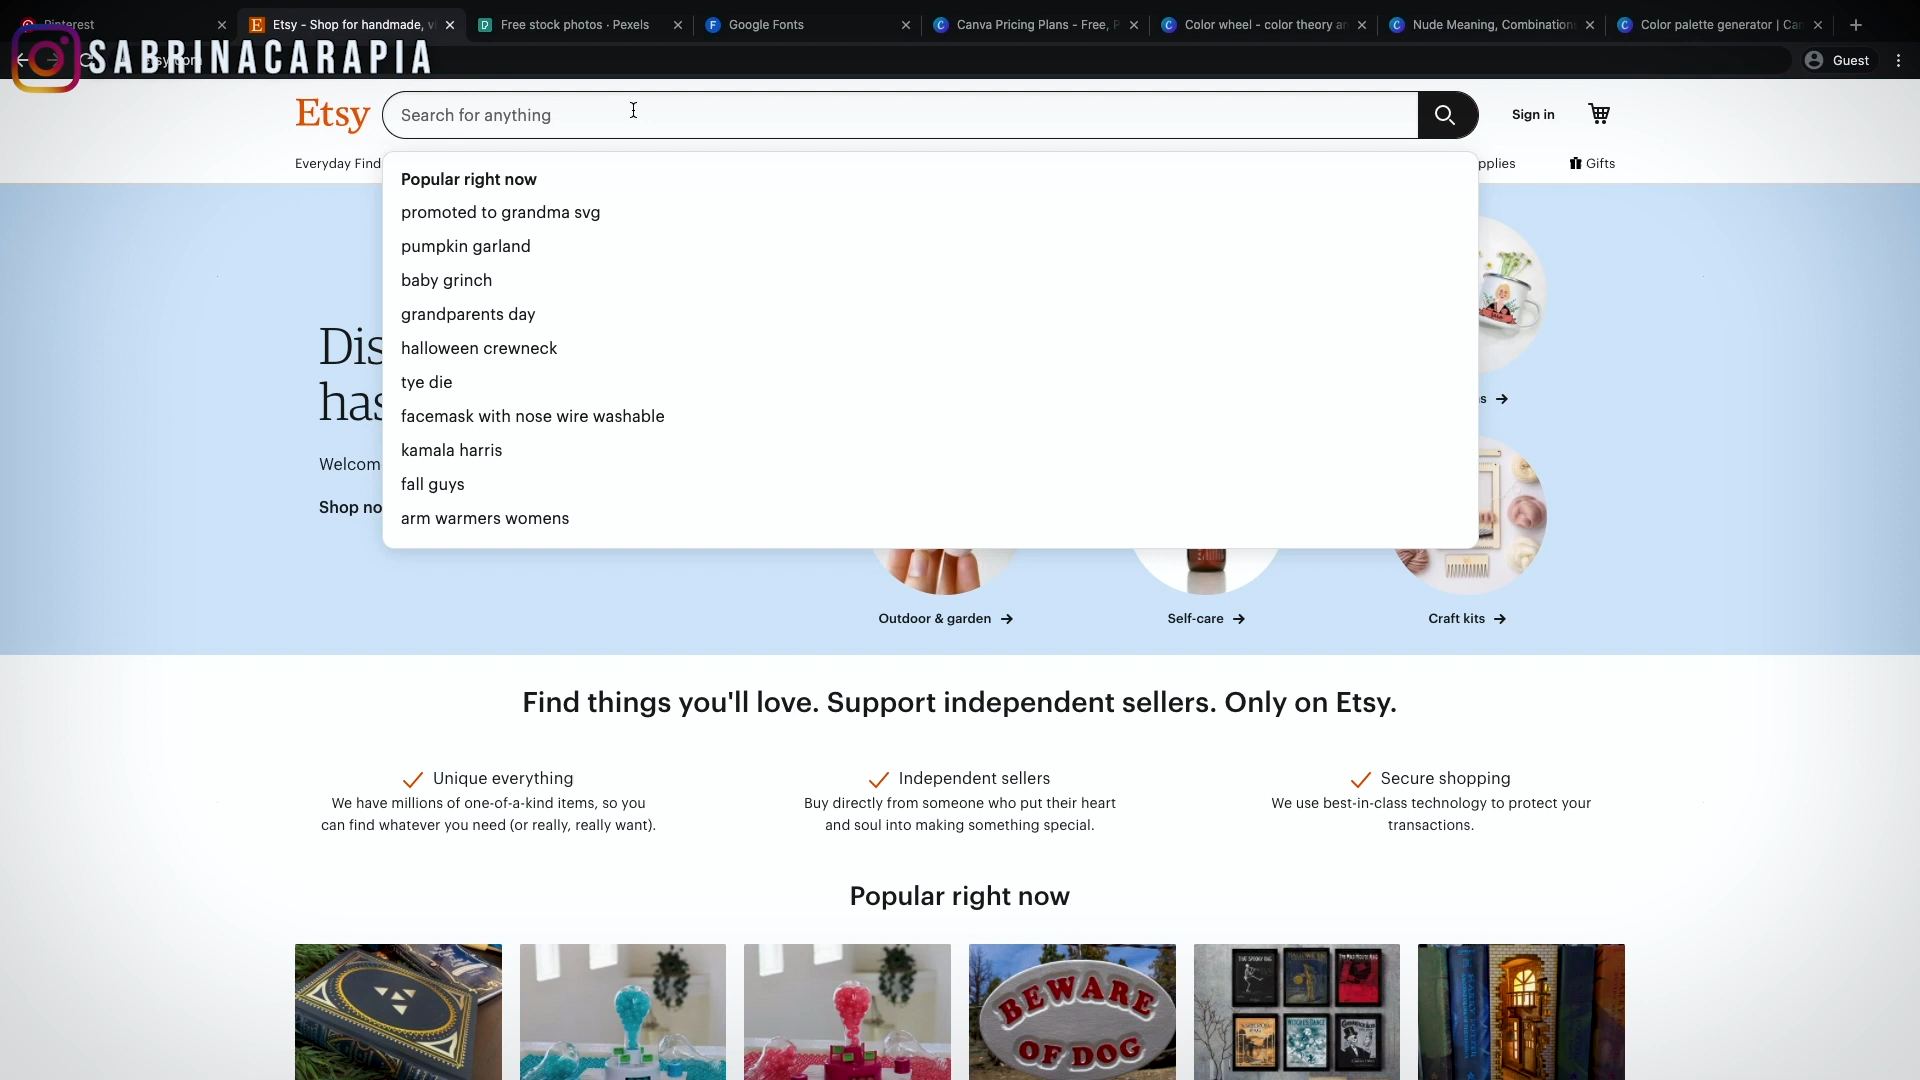 Pinterest
Etsy - Shop for handmade, v
Free stock photos · Pexels
Google Fonts
Canva Pricing Plans - Free, P
Color wheel - color theory an
Nude Meaning, Combinations
Color palette generator | Can
SABRINACARAPIA
Guest
Etsy
Search for anything
Sign in
Everyday Find
pplies
Gifts
Popular right now
promoted to grandma svg
pumpkin garland
baby grinch
grandparents day
halloween crewneck
tye die
facemask with nose wire washable
kamala harris
fall guys
arm warmers womens
Dis
has
s
Welcom
Shop no
Outdoor & garden
Self-care
Craft kits
Find things you'll love. Support independent sellers. Only on Etsy.
Unique everything
We have millions of one-of-a-kind items, so you
can find whatever you need (or really, really want).
Independent sellers
Buy directly from someone who put their heart
and soul into making something special.
Secure shopping
We use best-in-class technology to protect your
transactions.
Popular right now
BEWARE
OF DOG